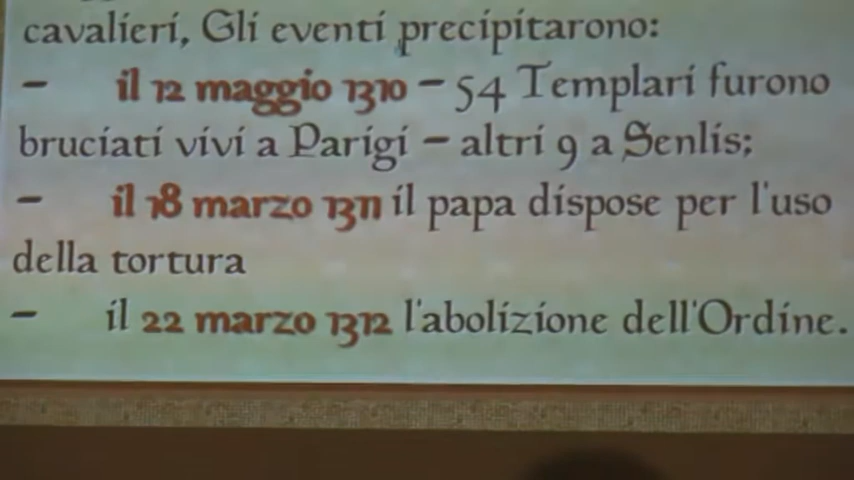 cavalieri, Gli eventi precipitarono:
– il 12 maggio 1310 – 54 Templari furono
bruciati vivi a Parigi – altri 9 a Senlis;
– il 18 marzo 1311 il papa dispose per l'uso
della tortura
– il 22 marzo 1312 l'abolizione dell'Ordine.